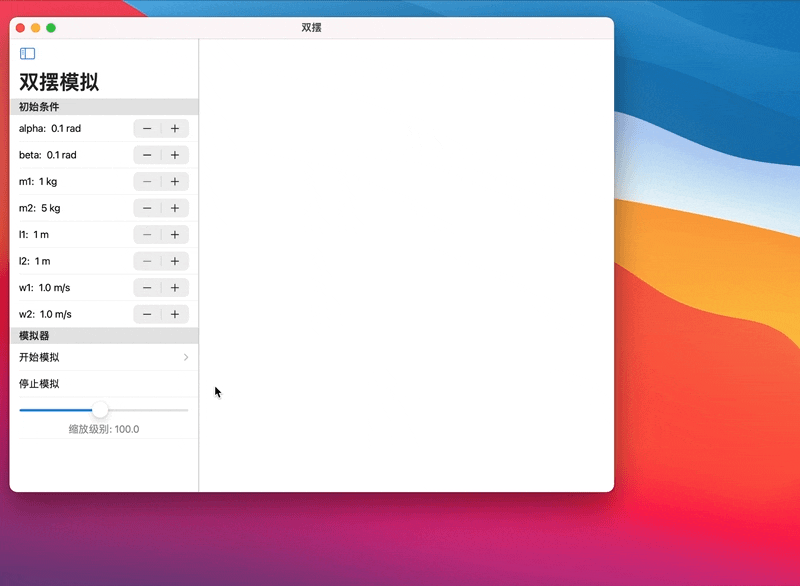 双摆
双摆模拟
初始条件
alpha: 0.1 rad
beta: 0.1 rad
m1: 1 kg
m2: 5 kg
l1: 1 m
l2: 1 m
w1: 1.0 m/s
w2: 1.0 m/s
模拟器
开始模拟
停止模拟
缩放级别: 100.0